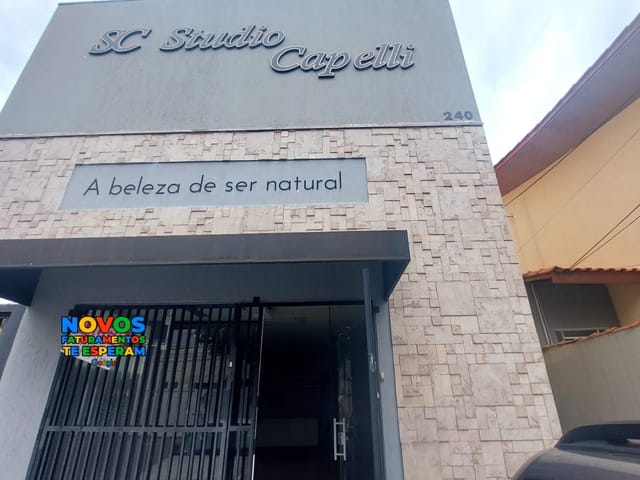 SC Studio
Capelli
240
A beleza de ser natural
NOVOS
FATURAMENTOS
TE ESPERAM